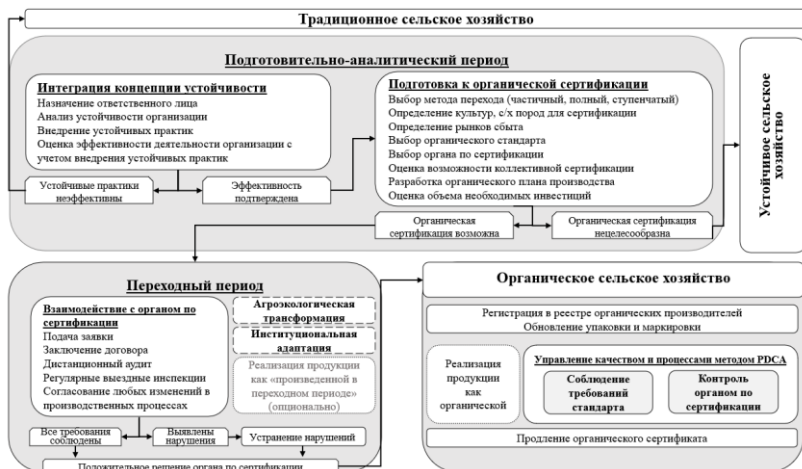 Традиционное сельское хозяйство
Подготовительно-аналитический период
Интеграция концепции устойчивости
Назначение ответственного лица
Анализ устойчивости организации
Внедрение устойчивых практик
Оценка эффективности деятельности организации с
учетом внедрения устойчивых практик
Устойчивые практики
неэффективны
Эффективность
подтверждена
Подготовка к органической сертификации
Выбор метода перехода (частичный, полный, ступенчатый)
Определение культур, с/х пород для сертификации
Определение рынков сбыта
Выбор органического стандарта
Выбор органа по сертификации
Оценка возможности коллективной сертификации
Разработка органического плана производства
Оценка объема необходимых инвестиций
Органическая
сертификация возможна
Органическая сертификация
нецелесообразна
Устойчивое сельское
хозяйство
Переходный период
Взаимодействие с органом по
сертификации
Подача заявки
Заключение договора
Дистанционный аудит
Регулярные выездные инспекции
Согласование любых изменений в
производственных процессах
Агроэкологическая
трансформация
Институциональная
адаптация
Реализация продукции
как «произведенной в
переходном периоде»
(опционально)
Все требования
соблюдены
Выявлены
нарушения
Устранение нарушений
Положительное решение органа по сертификации
Органическое сельское хозяйство
Регистрация в реестре органических производителей
Обновление упаковки и маркировки
Реализация
продукции
как
органической
Управление качеством и процессами методом PDCA
Соблюдение
требований
стандарта
Контроль
органом по
сертификации
Продление органического сертификата